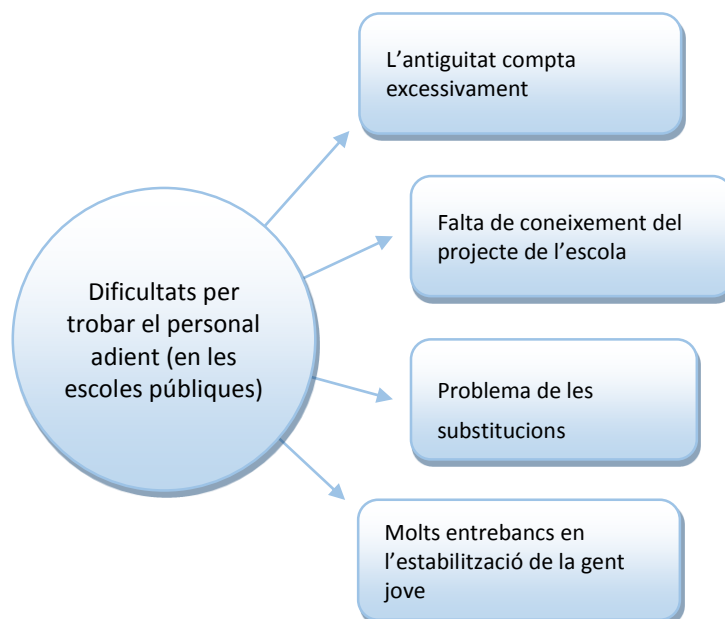 L’antiguitat compta
excessivament
Falta de coneixement del
projecte de l’escola
Dificultats per
trobar el personal
adient (en les
escoles públiques)
Problema de les
substitucions
Molts entrebancs en
l’estabilització de la gent
jove